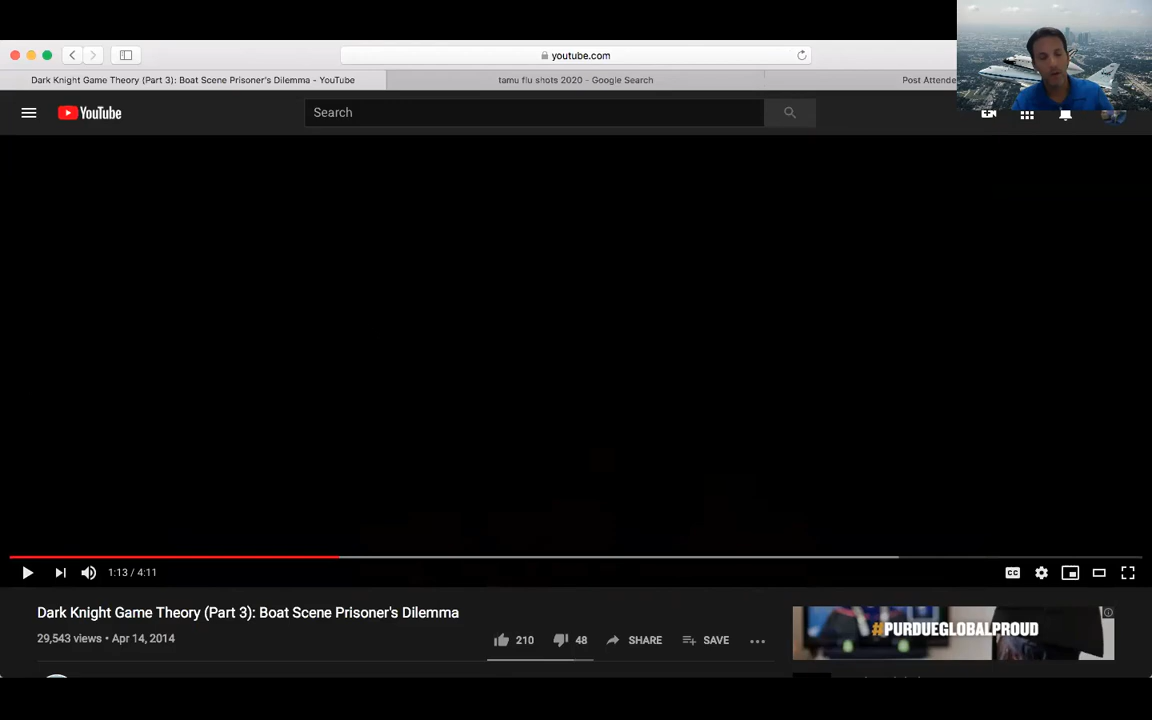 youtube.com
Dark Knight Game Theory (Part 3): Boat Scene Prisoner's Dilemma - YouTube
tamu flu shots 2020 - Google Search
Post Attende
YouTube
Search
1:13 / 4:11
CC
Dark Knight Game Theory (Part 3): Boat Scene Prisoner's Dilemma
29,543 views • Apr 14, 2014
210
48
SHARE
SAVE
#PURDUEGLOBALPROUD